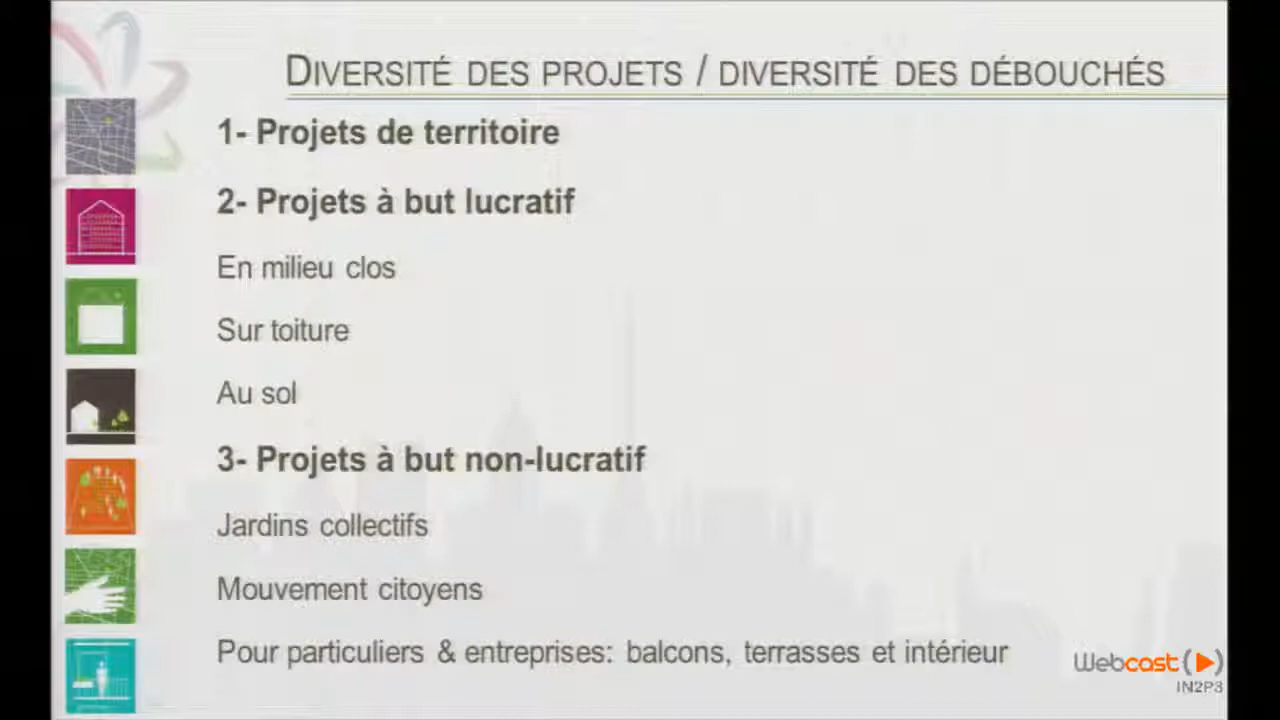 DIVERSITÉ DES PROJETS / DIVERSITÉ DES DÉBOUCHÉS
1- Projets de territoire
2- Projets à but lucratif
En milieu clos
Sur toiture
Au sol
3- Projets à but non-lucratif
Jardins collectifs
Mouvement citoyens
Pour particuliers & entreprises: balcons, terrasses et intérieur
Webcast
IN2P3